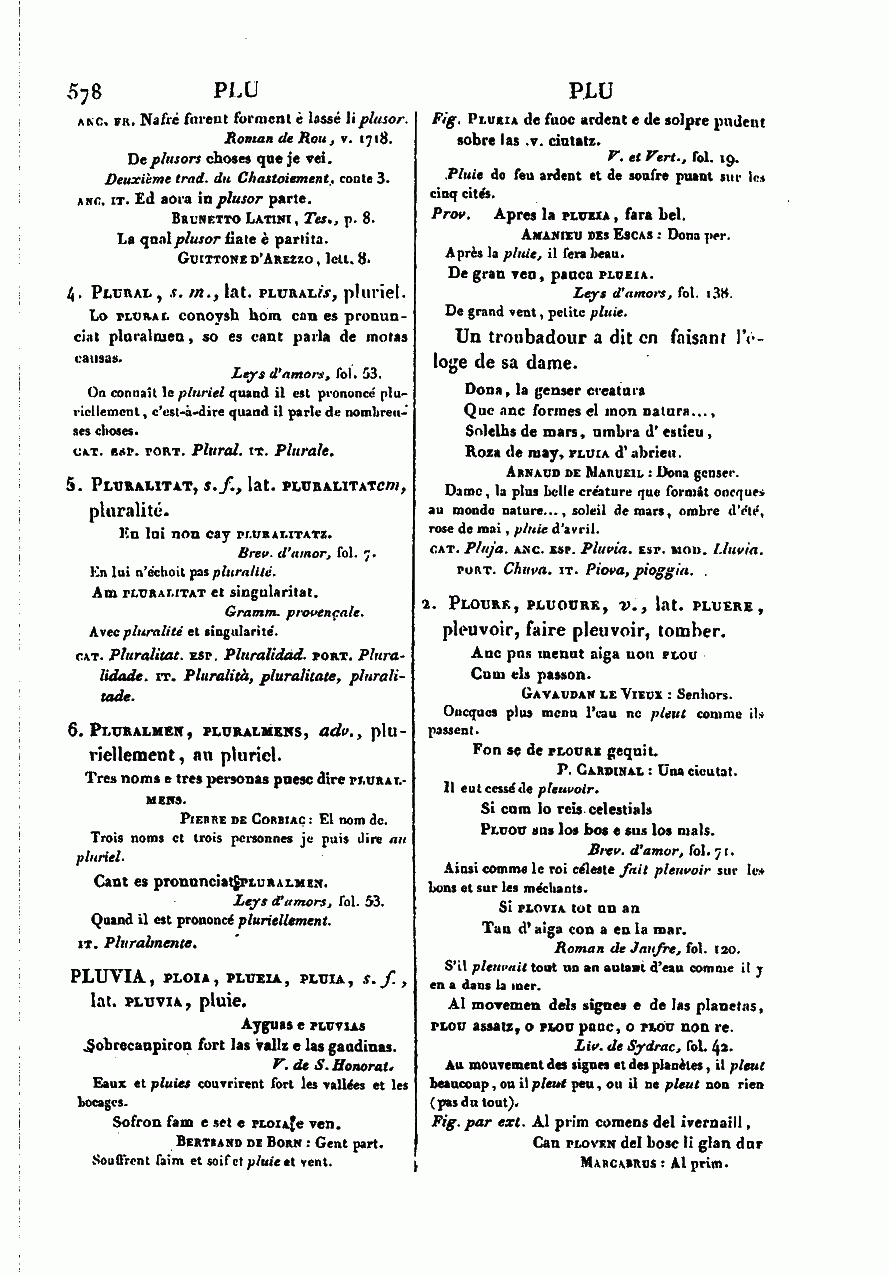 578 PLU PLU
ANC. FR. Nafré furent forment è lassé li plusor.
Roman de Rou, v. 1718.
De plusors choses que je vei.
Deuxième trad. du Chastoiement, conte 3.
ANC. IT. Ed aora in plusor parte.
BRUNETTO LATINI, Tes., p. 8.
La qual plusor fiate è partita.
GUITTONE D'AREZZO, lett. 8.
4. PLURAL, s. m., lat. PLURALis, pluriel.
Lo PLURAL conoysh hom can es pronun-
ciat pluralmen, so es cant parla de motas
causas.
Leys d'amors, fol. 53.
On connaît le pluriel quand il est prononcé plu-
riellement, c'est-à-dire quand il parle de nombreu-
ses choses.
CAT. ESP. PORT. Plural. IT. Plurale.
5. PLURALITAT, s. f., lat. PLURALITATem,
pluralité.
En lui non cay PLURALITATZ.
Brev. d'amor, fol. 7.
En lui n'échoit pas pluralité.
Am PLURALITAT et singularitat.
Gramm. provençale.
Avec pluralité et singularité.
CAT. Pluralitat. ESP. Pluralidad. PORT. Plura-
lidade. IT. Pluralità, pluralitate, plurali-
tade.
6. PLURALMEN, PLURALMENS, adv., plu-
riellement, au pluriel.
Tres noms e tres personas puesc dire PLURAL-
MENS.
PIERRE DE CORBIAC: El nom de.
Trois noms et trois personnes je puis dire au
pluriel.
Cant es pronunciatz PLURALMEN.
Leys d'amors, fol. 53.
Quand il est prononcé pluriellement.
IT. Pluralmente.
PLUVIA, PLOIA, PLUEIA, PLUIA, s. f.,
lat. PLUVIA, pluie.
Ayguas e PLUVIAS
Sobrecaupiron fort las vallz e las gaudinas.
V. de S. Honorat.
Eaux et pluies couvrirent fort les vallées et les
bocages.
Sofron fam e set e PLOIA e ven.
BERTRAND DE BORN: Gent part.
Souffrent faim et soif et pluie et vent.
Fig. PLUEIA de fuoc ardent e de solpre pudent
sobre las .v. ciutatz.
V. et Vert., fol. 19.
Pluie de feu ardent et de soufre puant sur les
cinq cités.
Prov. Apres la PLUEIA, fara bel.
AMANIEU DES ESCAS: Dona per.
Après la pluie, il fera beau.
De gran ven, pauca PLUEIA.
Leys d'amors, fol. 138.
De grand vent, petite pluie.
Un troubadour a dit en faisant l'é-
loge de sa dame.
Dona, la genser creatura
Que anc formes el mon natura...,
Solelhs de mars, umbra d'estieu,
Roza de may, PLUIA d'abrieu.
ARNAUD DE MARUEIL: Dona genser.
Dame, la plus belle créature que formât oncques
au monde nature..., soleil de mars, ombre d'été,
rose de mai, pluie d'avril.
CAT. Pluja. ANC. ESP. Pluvia. ESP. MOD. Lluvia.
PORT. Chuva. IT. Piova, pioggia.
2. PLOURE, PLUOURE, v., lat. PLUERE,
pleuvoir, faire pleuvoir, tomber.
Anc pus menut aiga non PLOU
Cum els passon.
GAVAUDAN LE VIEUX: Senhors.
Oncques plus menu l'eau ne pleut comme ils
passent.
Fon se de PLOURE gequit.
P. CARDINAL: Una cieutat.
Il eut cessé de pleuvoir.
Si cum lo reis celestials
PLUOU sus los bos e sus los mals.
Brev. d'amor, fol. 71.
Ainsi comme le roi céleste fait pleuvoir sur les
bons et sur les méchants.
Si PLOVIA tot un an
Tan d'aiga con a en la mar.
Roman de Jaufre, fol. 120.
S'il pleuvait tout un an autant d'eau comme il y
en a dans la mer.
Al movemen dels signes e de las planetas,
PLOU assatz, o PLOU pauc, o PLOU non re.
Liv. de Sydrac, fol. 42.
Au mouvement des signes et des planètes, il pleut
beaucoup, ou il pleut peu, ou il ne pleut non rien
(pas du tout).
Fig. par ext. Al prim comens del ivernaill,
Can PLOVEN del bosc li glan dur
MARCABRUS: Al prim.